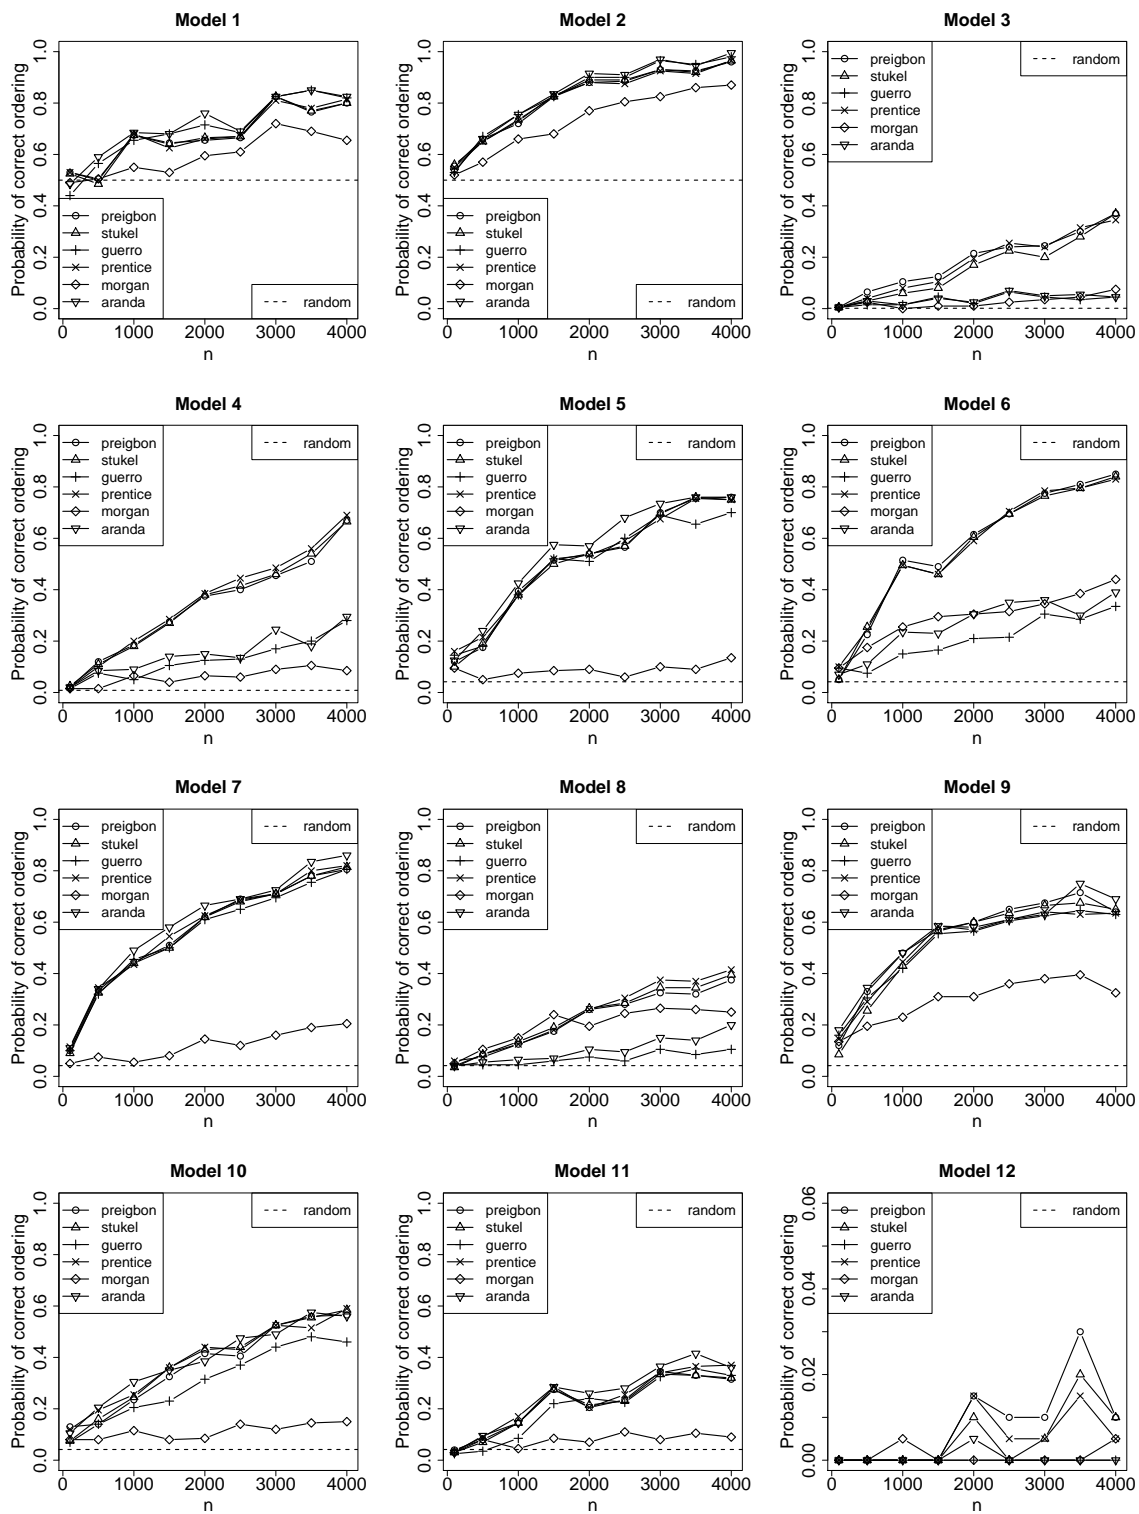 Model 1
Probability of correct ordering
0.0 0.2 0.4 0.6 0.8 1.0
preigbon
stukel
guerro
prentice
morgan
aranda
random
0 1000 2000 3000 4000
n
Model 2
Probability of correct ordering
0.0 0.2 0.4 0.6 0.8 1.0
preigbon
stukel
guerro
prentice
morgan
aranda
random
0 1000 2000 3000 4000
n
Model 3
Probability of correct ordering
0.0 0.2 0.4 0.6 0.8 1.0
preigbon
stukel
guerro
prentice
morgan
aranda
random
0 1000 2000 3000 4000
n
Model 4
Probability of correct ordering
0.0 0.2 0.4 0.6 0.8 1.0
preigbon
stukel
guerro
prentice
morgan
aranda
random
0 1000 2000 3000 4000
n
Model 5
Probability of correct ordering
0.0 0.2 0.4 0.6 0.8 1.0
preigbon
stukel
guerro
prentice
morgan
aranda
random
0 1000 2000 3000 4000
n
Model 6
Probability of correct ordering
0.0 0.2 0.4 0.6 0.8 1.0
preigbon
stukel
guerro
prentice
morgan
aranda
random
0 1000 2000 3000 4000
n
Model 7
Probability of correct ordering
0.0 0.2 0.4 0.6 0.8 1.0
preigbon
stukel
guerro
prentice
morgan
aranda
random
0 1000 2000 3000 4000
n
Model 8
Probability of correct ordering
0.0 0.2 0.4 0.6 0.8 1.0
preigbon
stukel
guerro
prentice
morgan
aranda
random
0 1000 2000 3000 4000
n
Model 9
Probability of correct ordering
0.0 0.2 0.4 0.6 0.8 1.0
preigbon
stukel
guerro
prentice
morgan
aranda
random
0 1000 2000 3000 4000
n
Model 10
Probability of correct ordering
0.0 0.2 0.4 0.6 0.8 1.0
preigbon
stukel
guerro
prentice
morgan
aranda
random
0 1000 2000 3000 4000
n
Model 11
Probability of correct ordering
0.0 0.2 0.4 0.6 0.8 1.0
preigbon
stukel
guerro
prentice
morgan
aranda
random
0 1000 2000 3000 4000
n
Model 12
Probability of correct ordering
0.00 0.02 0.04 0.06
preigbon
stukel
guerro
prentice
morgan
aranda
random
0 1000 2000 3000 4000
n